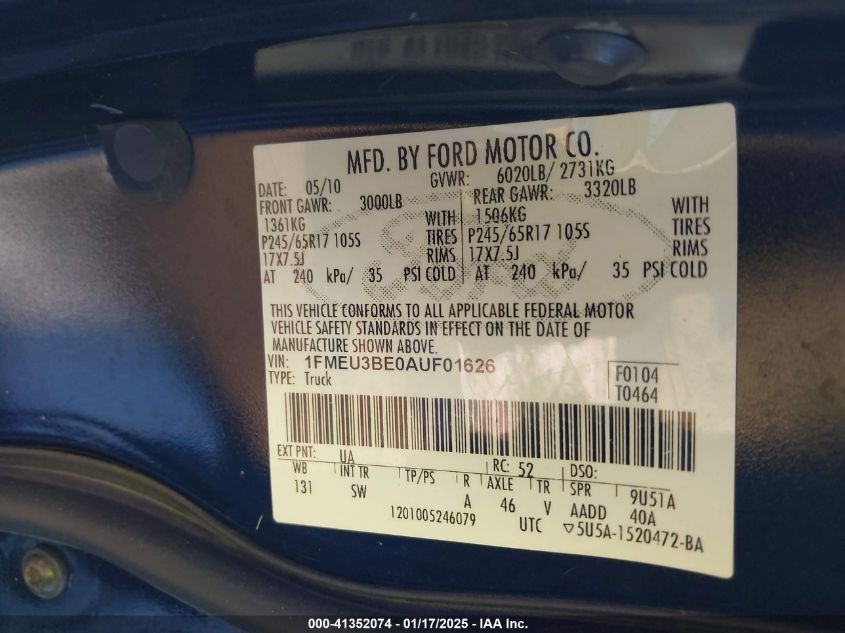 MFD. BY FORD MOTOR CO.
DATE: 05/10 GVWR: 6020LB/ 2731KG
FRONT GAWR: 3000LB REAR GAWR: 3320LB
1361KG WITH 1506KG WITH
P245/65R17 105S TIRES P245/65R17 105S TIRES
17X7.5J RIMS 17X7.5J RIMS
AT 240 kPa/ 35 PSI COLD AT 240 kPa/ 35 PSI COLD
THIS VEHICLE CONFORMS TO ALL APPLICABLE FEDERAL MOTOR
VEHICLE SAFETY STANDARDS IN EFFECT ON THE DATE OF
MANUFACTURE SHOWN ABOVE.
VIN: 1FMEU3BE0AUF01626
TYPE: Truck
F0104
T0464
EXT PNT: UA RC: 52 DSO:
WB INT TR TP/PS R AXLE TR SPR 9U51A
131 SW A 46 V AADD 40A
1201005246079 UTC ▽5U5A-1520472-BA
Ford
000-41352074 - 01/17/2025 - IAA Inc.